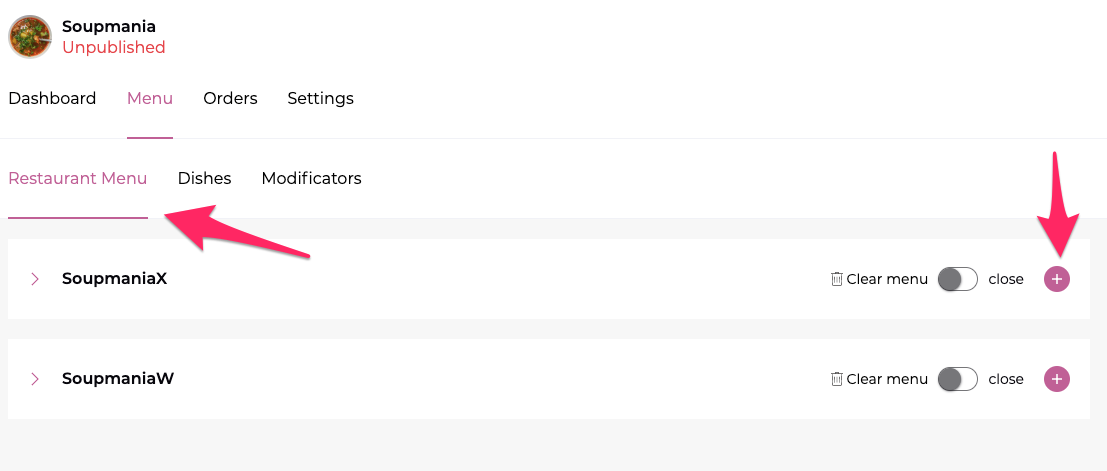 Soupmania
Unpublished
Dashboard Menu Orders Settings
Restaurant Menu Dishes Modificators
SoupmaniaX Clear menu close
SoupmaniaW Clear menu close